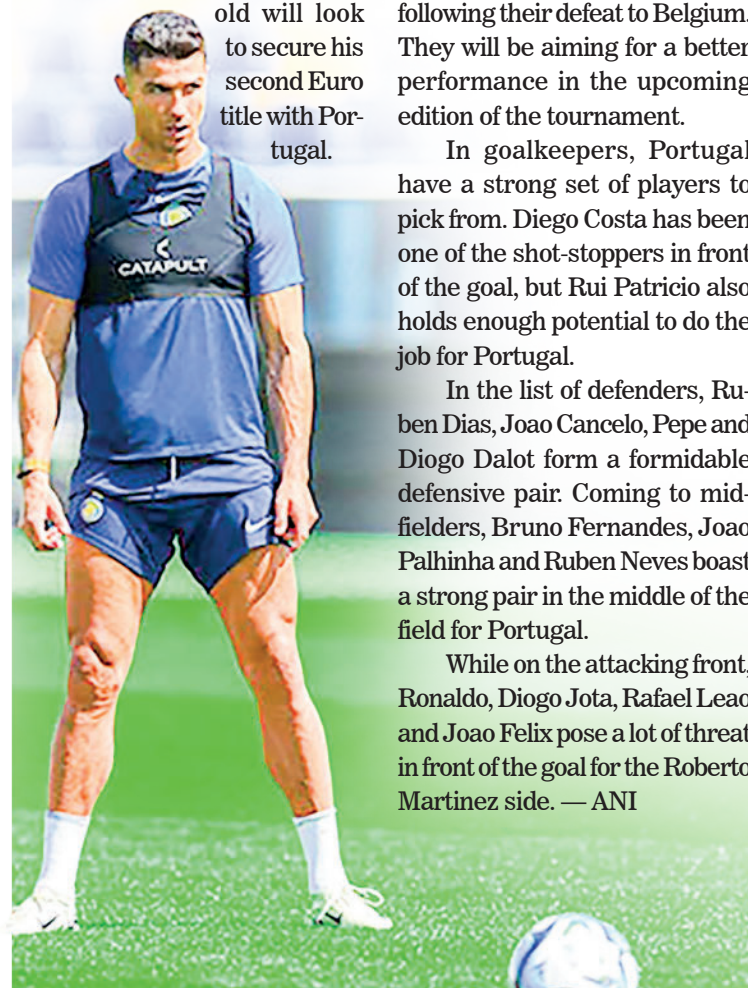 old will look
to secure his
second Euro
title with Por-
tugal.
CATAPULT
following their defeat to Belgium.
They will be aiming for a better
performance in the upcoming
edition of the tournament.
In goalkeepers, Portugal
have a strong set of players to
pick from. Diego Costa has been
one of the shot-stoppers in front
of the goal, but Rui Patricio also
holds enough potential to do the
job for Portugal.
In the list of defenders, Ru-
ben Dias, Joao Cancelo, Pepe and
Diogo Dalot form a formidable
defensive pair. Coming to mid-
fielders, Bruno Fernandes, Joao
Palhinha and Ruben Neves boast
a strong pair in the middle of the
field for Portugal.
While on the attacking front,
Ronaldo, Diogo Jota, Rafael Leao
and Joao Felix pose a lot of threat
in front of the goal for the Roberto
Martinez side. — ANI